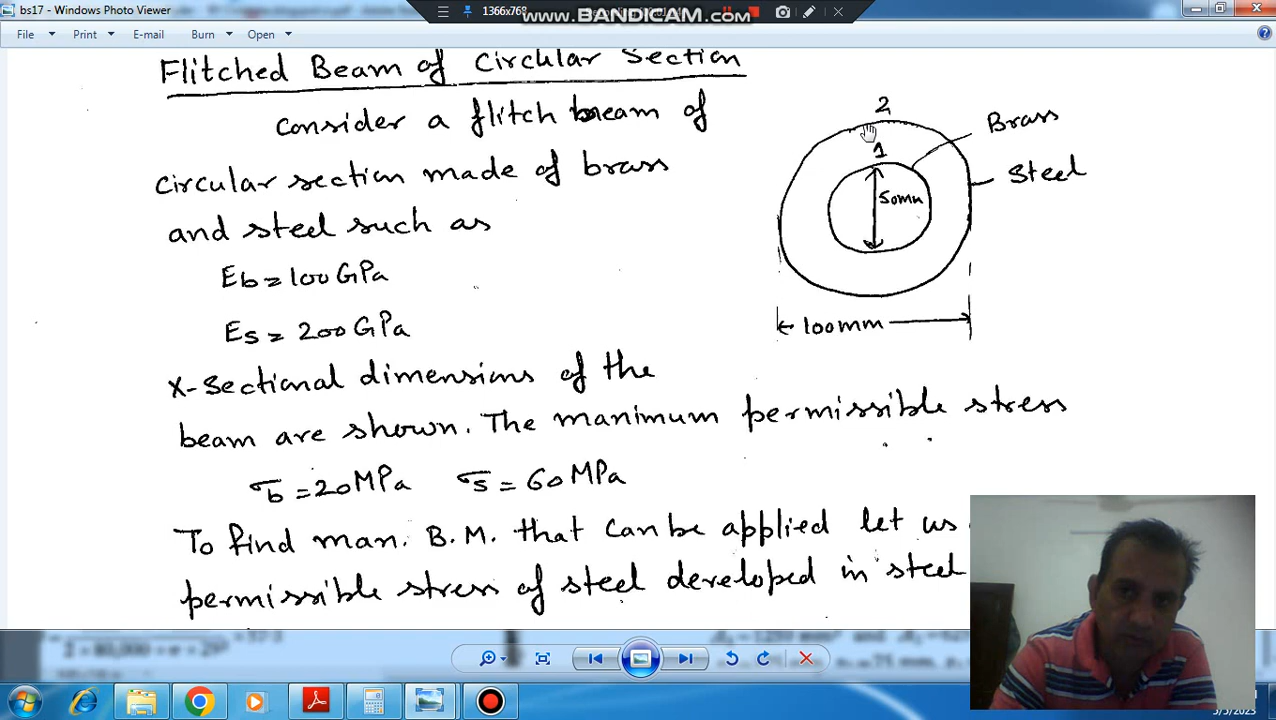 bs17 - Windows Photo Viewer
1366x768
www.BANDICAM.com
File Print E-mail Burn Open
Flitched Beam of Circular Section
Consider a flitch beam of
circular section made of brass
and steel such as
Eb = 100 GPa
Es = 200 GPa
X-Sectional dimensions of the
beam are shown. The manimum permissible stress
σb = 20 MPa σs = 60 MPa
To find man. B.M. that can be applied let us
permissible stress of steel developed in steel
2
1
Brass
Steel
50mm
100mm